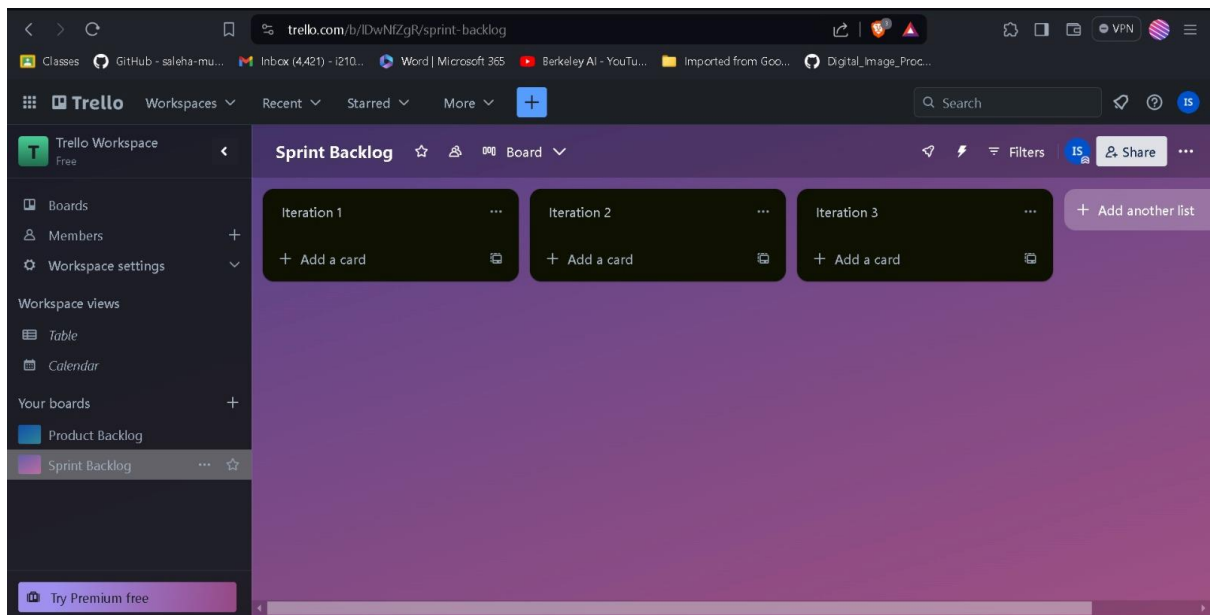 trello.com/b/lDwNfZgR/sprint-backlog
VPN
Classes GitHub - saleha-mu... Inbox (4,421) - i210... Word | Microsoft 365 Berkeley AI - YouTu... Imported from Goo... Digital_Image_Proc...
Trello Workspaces Recent Starred More + Search IS
T Trello Workspace
Free
Sprint Backlog Board Filters IS Share ...
Boards
Members +
Workspace settings
Workspace views
Table
Calendar
Your boards +
Product Backlog
Sprint Backlog ...
Try Premium free
Iteration 1 ...
+ Add a card
Iteration 2 ...
+ Add a card
Iteration 3 ...
+ Add a card
+ Add another list